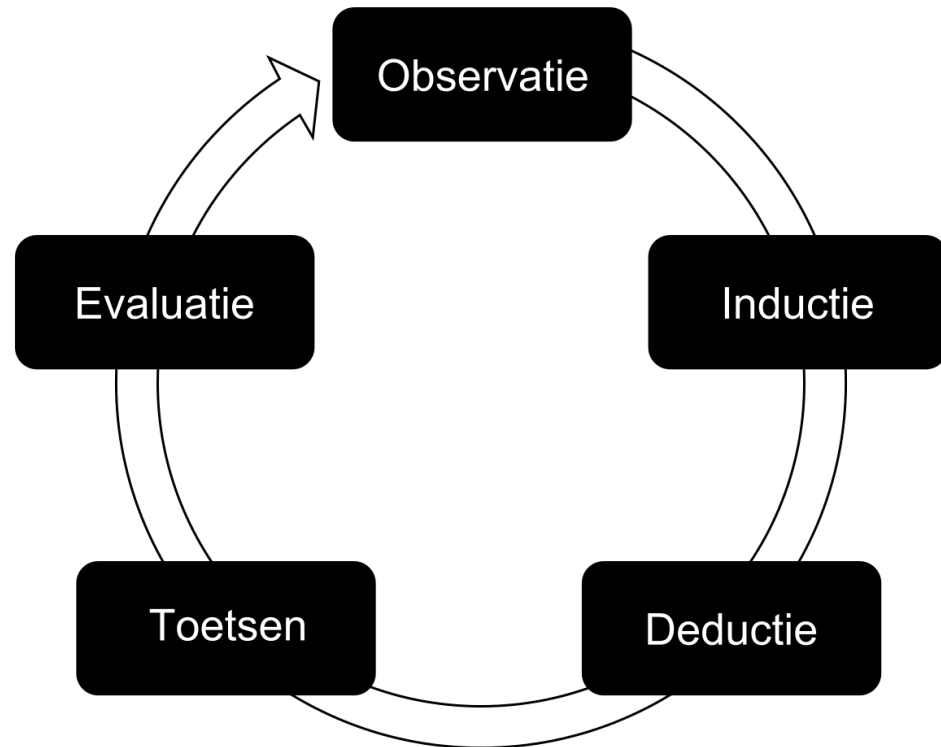 Observatie
Inductie
Deductie
Toetsen
Evaluatie